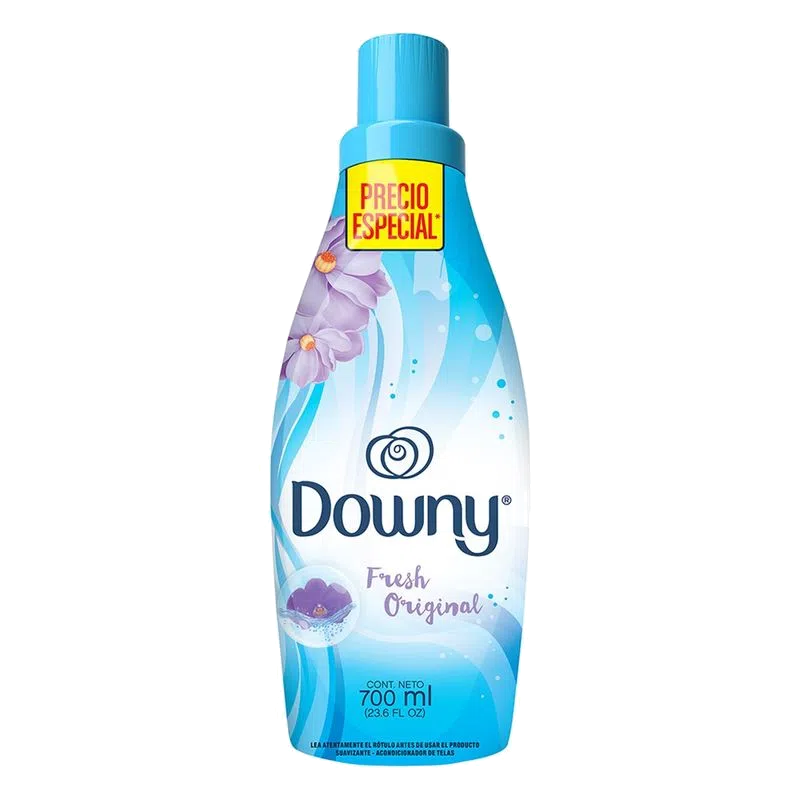 PRECIO
ESPECIAL*
Downy®
Fresh
Original
CONT. NETO
700 ml
(23.6 FL OZ)
LEA ATENTAMENTE EL RÓTULO ANTES DE USAR EL PRODUCTO
SUAVIZANTE - ACONDICIONADOR DE TELAS